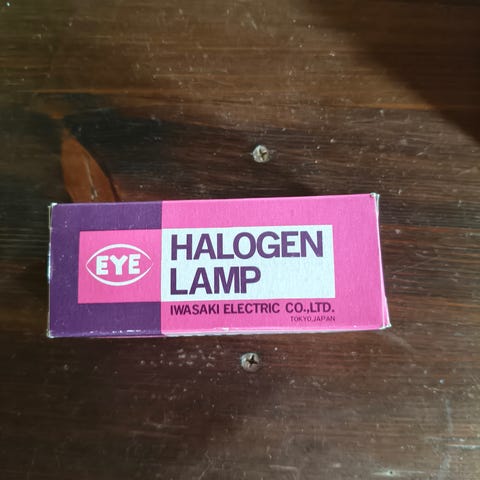 EYE
HALOGEN
LAMP
IWASAKI ELECTRIC CO.,LTD.
TOKYO,JAPAN